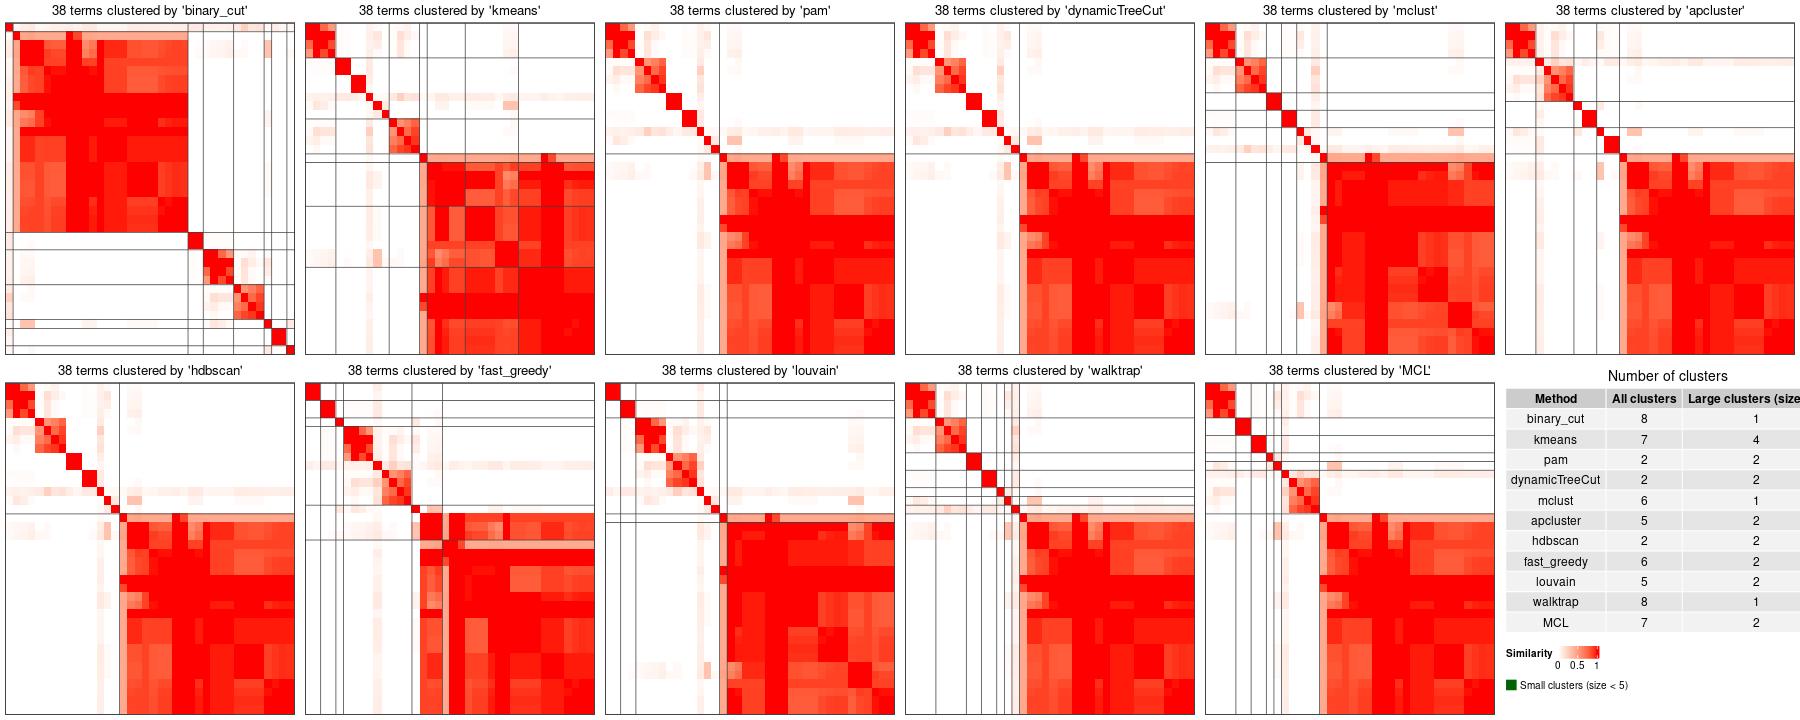 38 terms clustered by 'binary_cut'
38 terms clustered by 'kmeans'
38 terms clustered by 'pam'
38 terms clustered by 'dynamicTreeCut'
38 terms clustered by 'mclust'
38 terms clustered by 'apcluster'
38 terms clustered by 'hdbscan'
38 terms clustered by 'fast_greedy'
38 terms clustered by 'louvain'
38 terms clustered by 'walktrap'
38 terms clustered by 'MCL'
Number of clusters
Method All clusters Large clusters (size
binary_cut 8 1
kmeans 7 4
pam 2 2
dynamicTreeCut 2 2
mclust 6 1
apcluster 5 2
hdbscan 2 2
fast_greedy 6 2
louvain 5 2
walktrap 8 1
MCL 7 2
Similarity
0 0.5 1
Small clusters (size < 5)